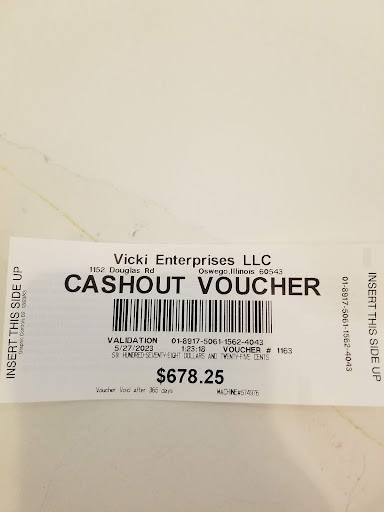 Vicki Enterprises LLC
1152 Douglas Rd Oswego,Illinois 60543
CASHOUT VOUCHER
INSERT THIS SIDE UP
VALIDATION 01-8917-5061-1562-4043
5/27/2023 1:23:18 VOUCHER # 1163
SIX HUNDRED-SEVENTY-EIGHT DOLLARS AND TWENTY-FIVE CENTS
$678.25
Voucher Void after 365 days MACHINE#574976
01-8917-5061-1562-4043
INSERT THIS SIDE UP